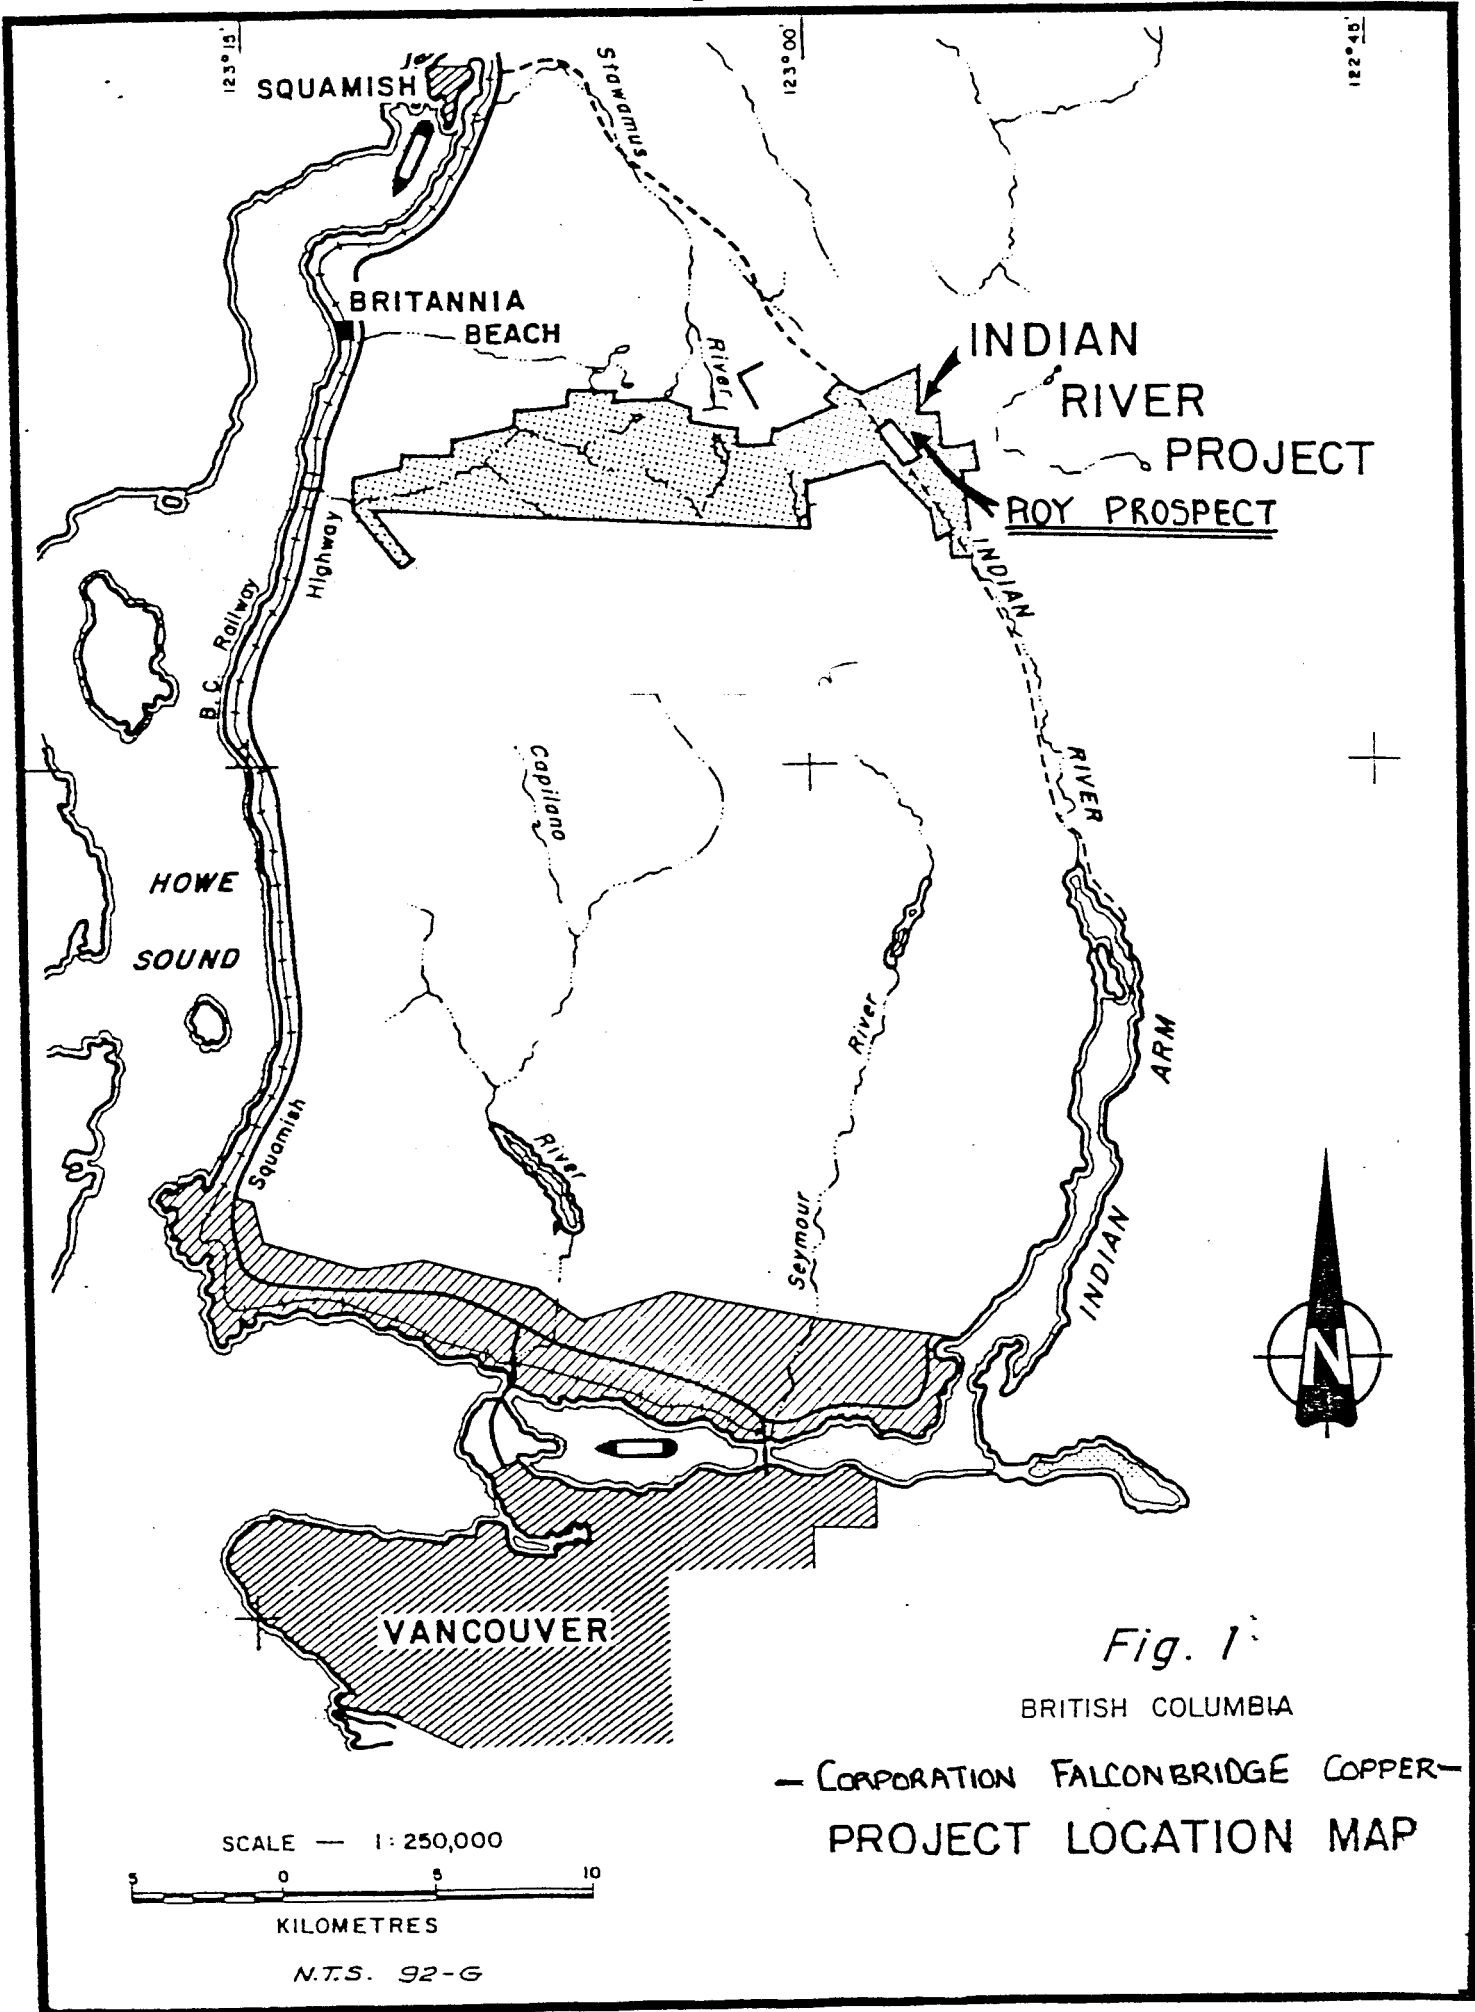 123°15'
123°00'
122°45'
SQUAMISH
Stawamus
BRITANNIA
BEACH
River
INDIAN
RIVER
PROJECT
ROY PROSPECT
Highway
B.C. Railway
INDIAN
RIVER
Capilano
HOWE
SOUND
River
ARM
Squamish
River
Seymour
INDIAN
N
VANCOUVER
Fig. 1
BRITISH COLUMBIA
— CORPORATION FALCONBRIDGE COPPER —
PROJECT LOCATION MAP
SCALE — 1:250,000
5 0 5 10
KILOMETRES
N.T.S. 92-G